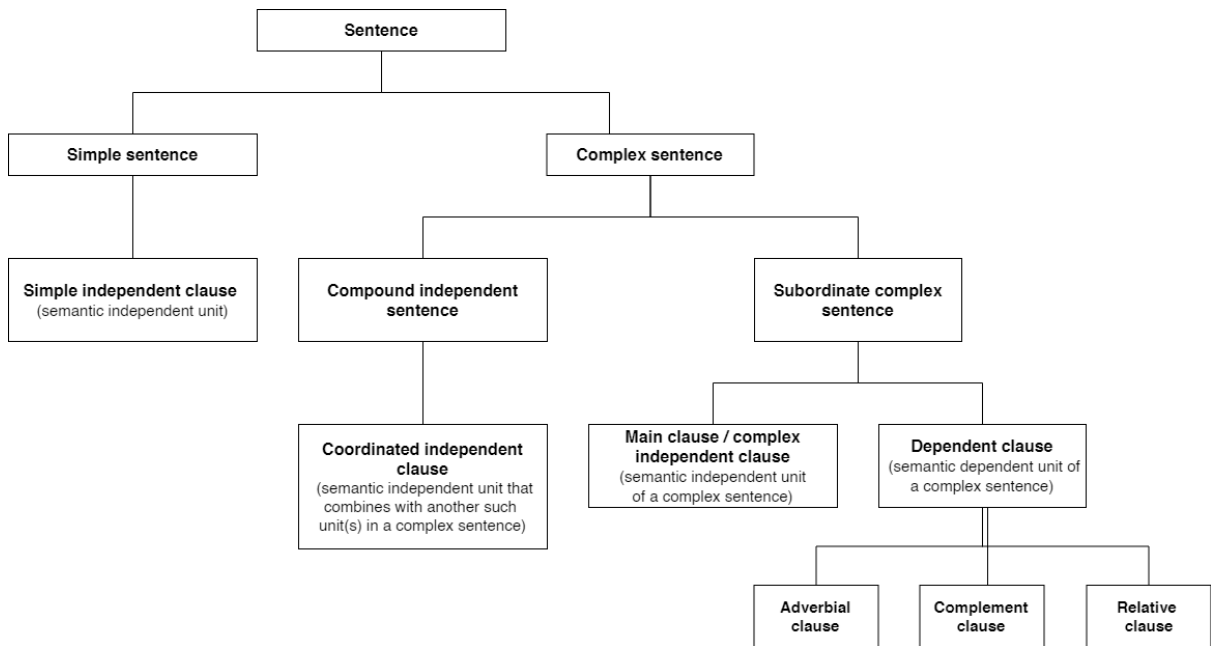 Sentence
Simple sentence
Complex sentence
Simple independent clause
(semantic independent unit)
Compound independent
sentence
Subordinate complex
sentence
Coordinated independent
clause
(semantic independent unit that
combines with another such
unit(s) in a complex sentence)
Main clause / complex
independent clause
(semantic independent unit
of a complex sentence)
Dependent clause
(semantic dependent unit of
a complex sentence)
Adverbial
clause
Complement
clause
Relative
clause